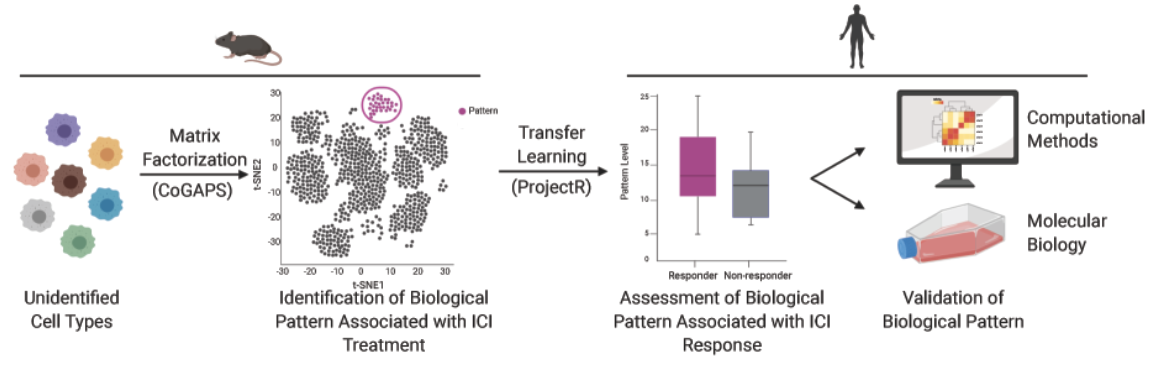 Matrix
Factorization
(CoGAPS)
30
20
10
0
-10
-20
-30
t-SNE2
-30 -20 -10 0 10 20 30
t-SNE1
Pattern
Transfer
Learning
(ProjectR)
25
20
15
10
5
0
Pattern Level
Responder Non-responder
Computational
Methods
Molecular
Biology
Unidentified
Cell Types
Identification of Biological
Pattern Associated with ICI
Treatment
Assessment of Biological
Pattern Associated with ICI
Response
Validation of
Biological Pattern